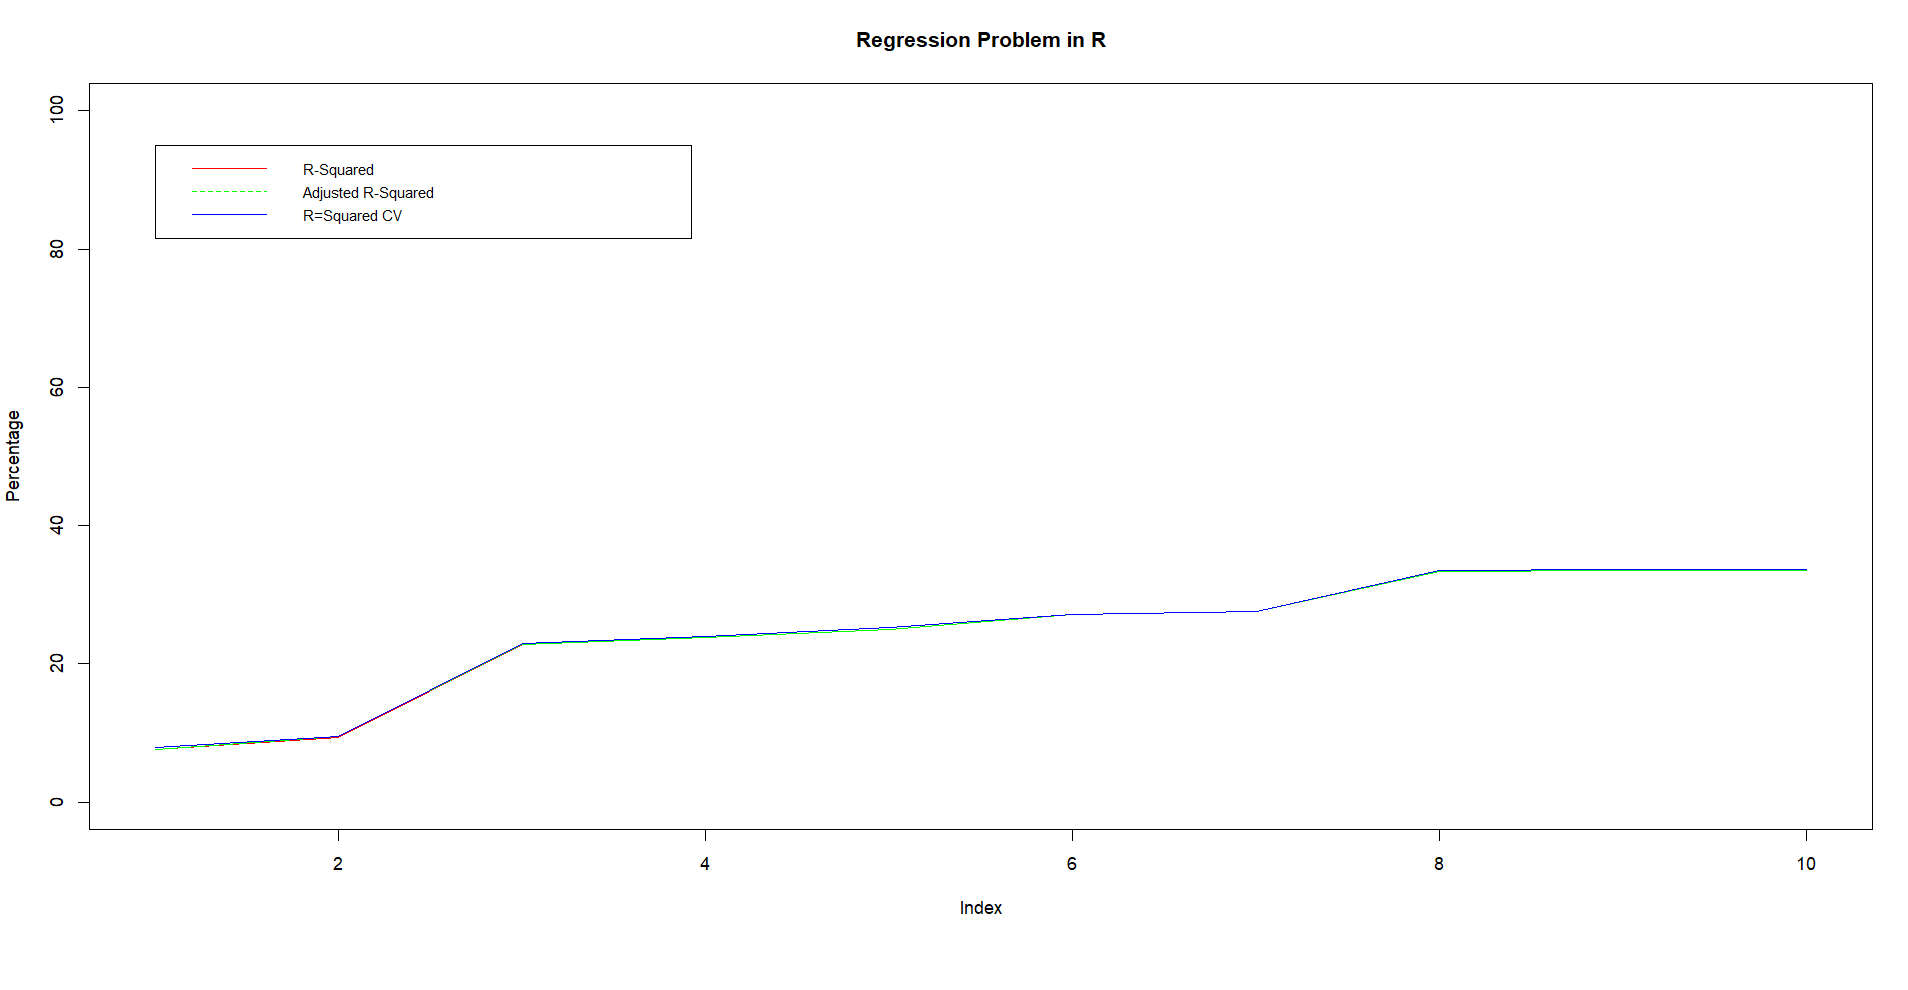 Regression Problem in R
100
80
60
40
20
0
Percentage
R-Squared
Adjusted R-Squared
R=Squared CV
2 4 6 8 10
Index